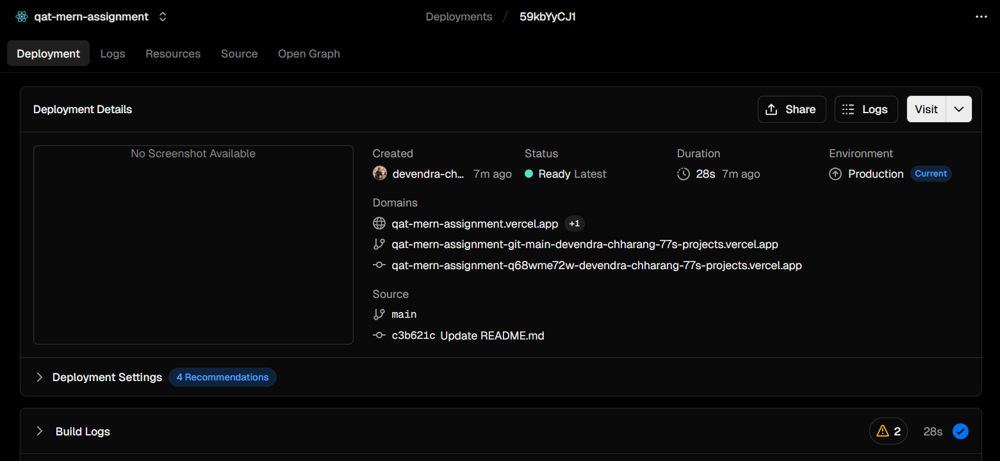 qat-mern-assignment
Deployments / 59kbYyCJ1
Deployment Logs Resources Source Open Graph
Deployment Details
Share Logs Visit
No Screenshot Available
Created Status Duration Environment
devendra-ch... 7m ago Ready Latest 28s 7m ago Production Current
Domains
qat-mern-assignment.vercel.app +1
qat-mern-assignment-git-main-devendra-chharang-77s-projects.vercel.app
qat-mern-assignment-q68wme72w-devendra-chharang-77s-projects.vercel.app
Source
main
c3b621c Update README.md
Deployment Settings 4 Recommendations
Build Logs 2 28s